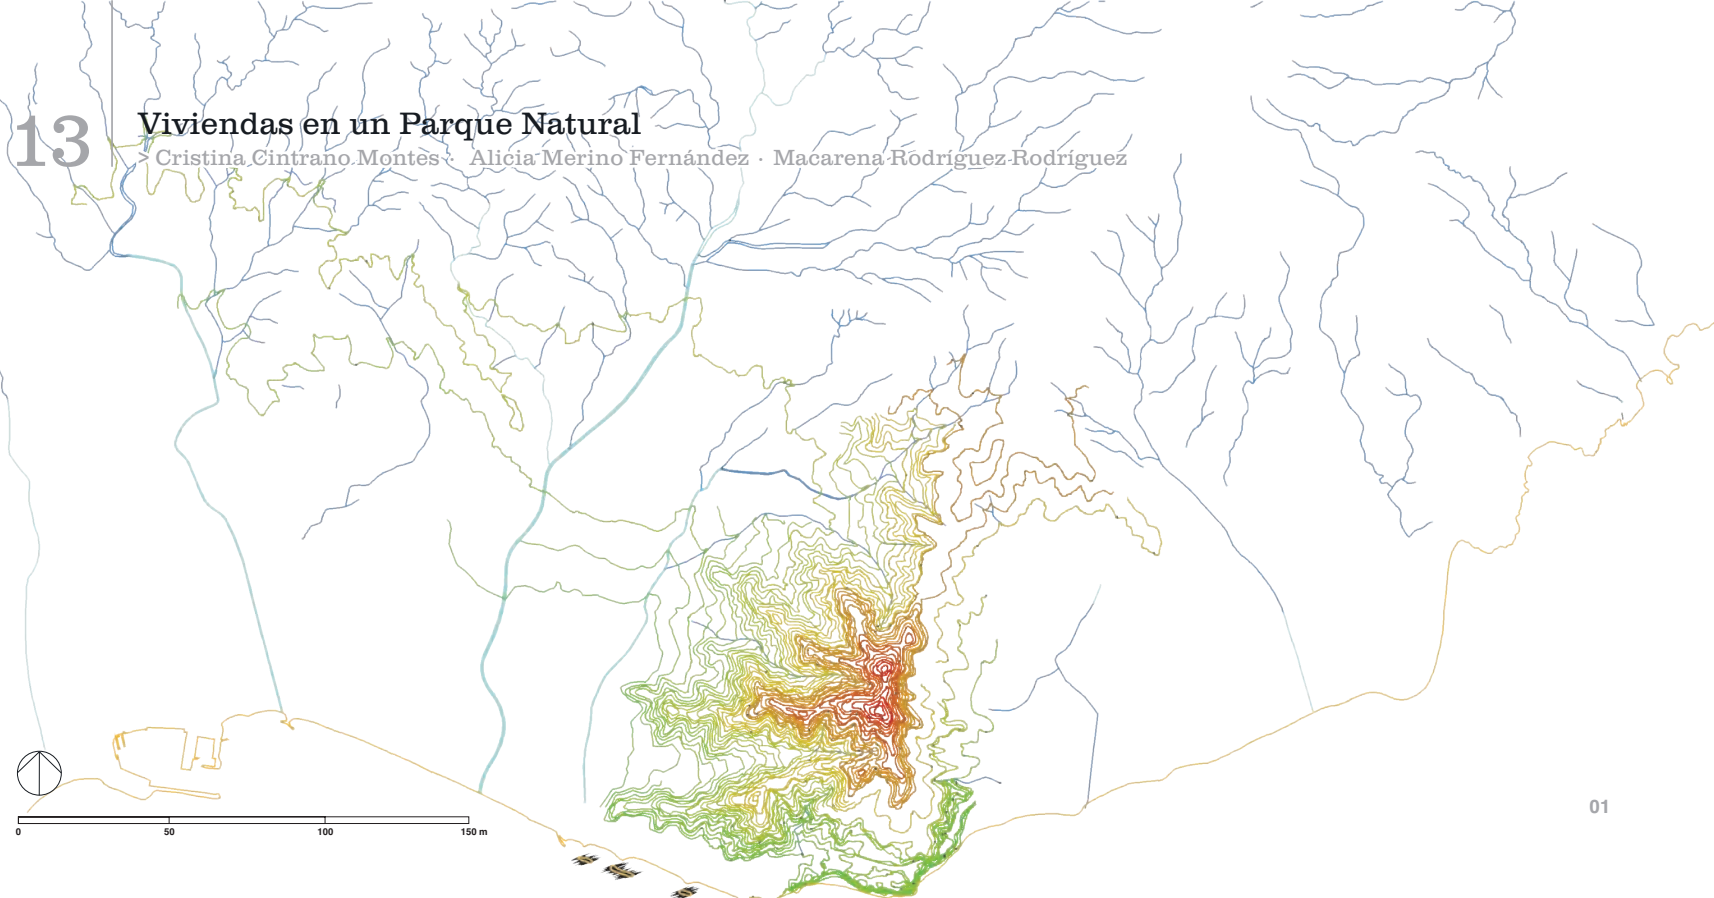 13
Viviendas en un Parque Natural
> Cristina Cintrano Montes · Alicia Merino Fernández · Macarena Rodríguez Rodríguez
01
0 50 100 150 m